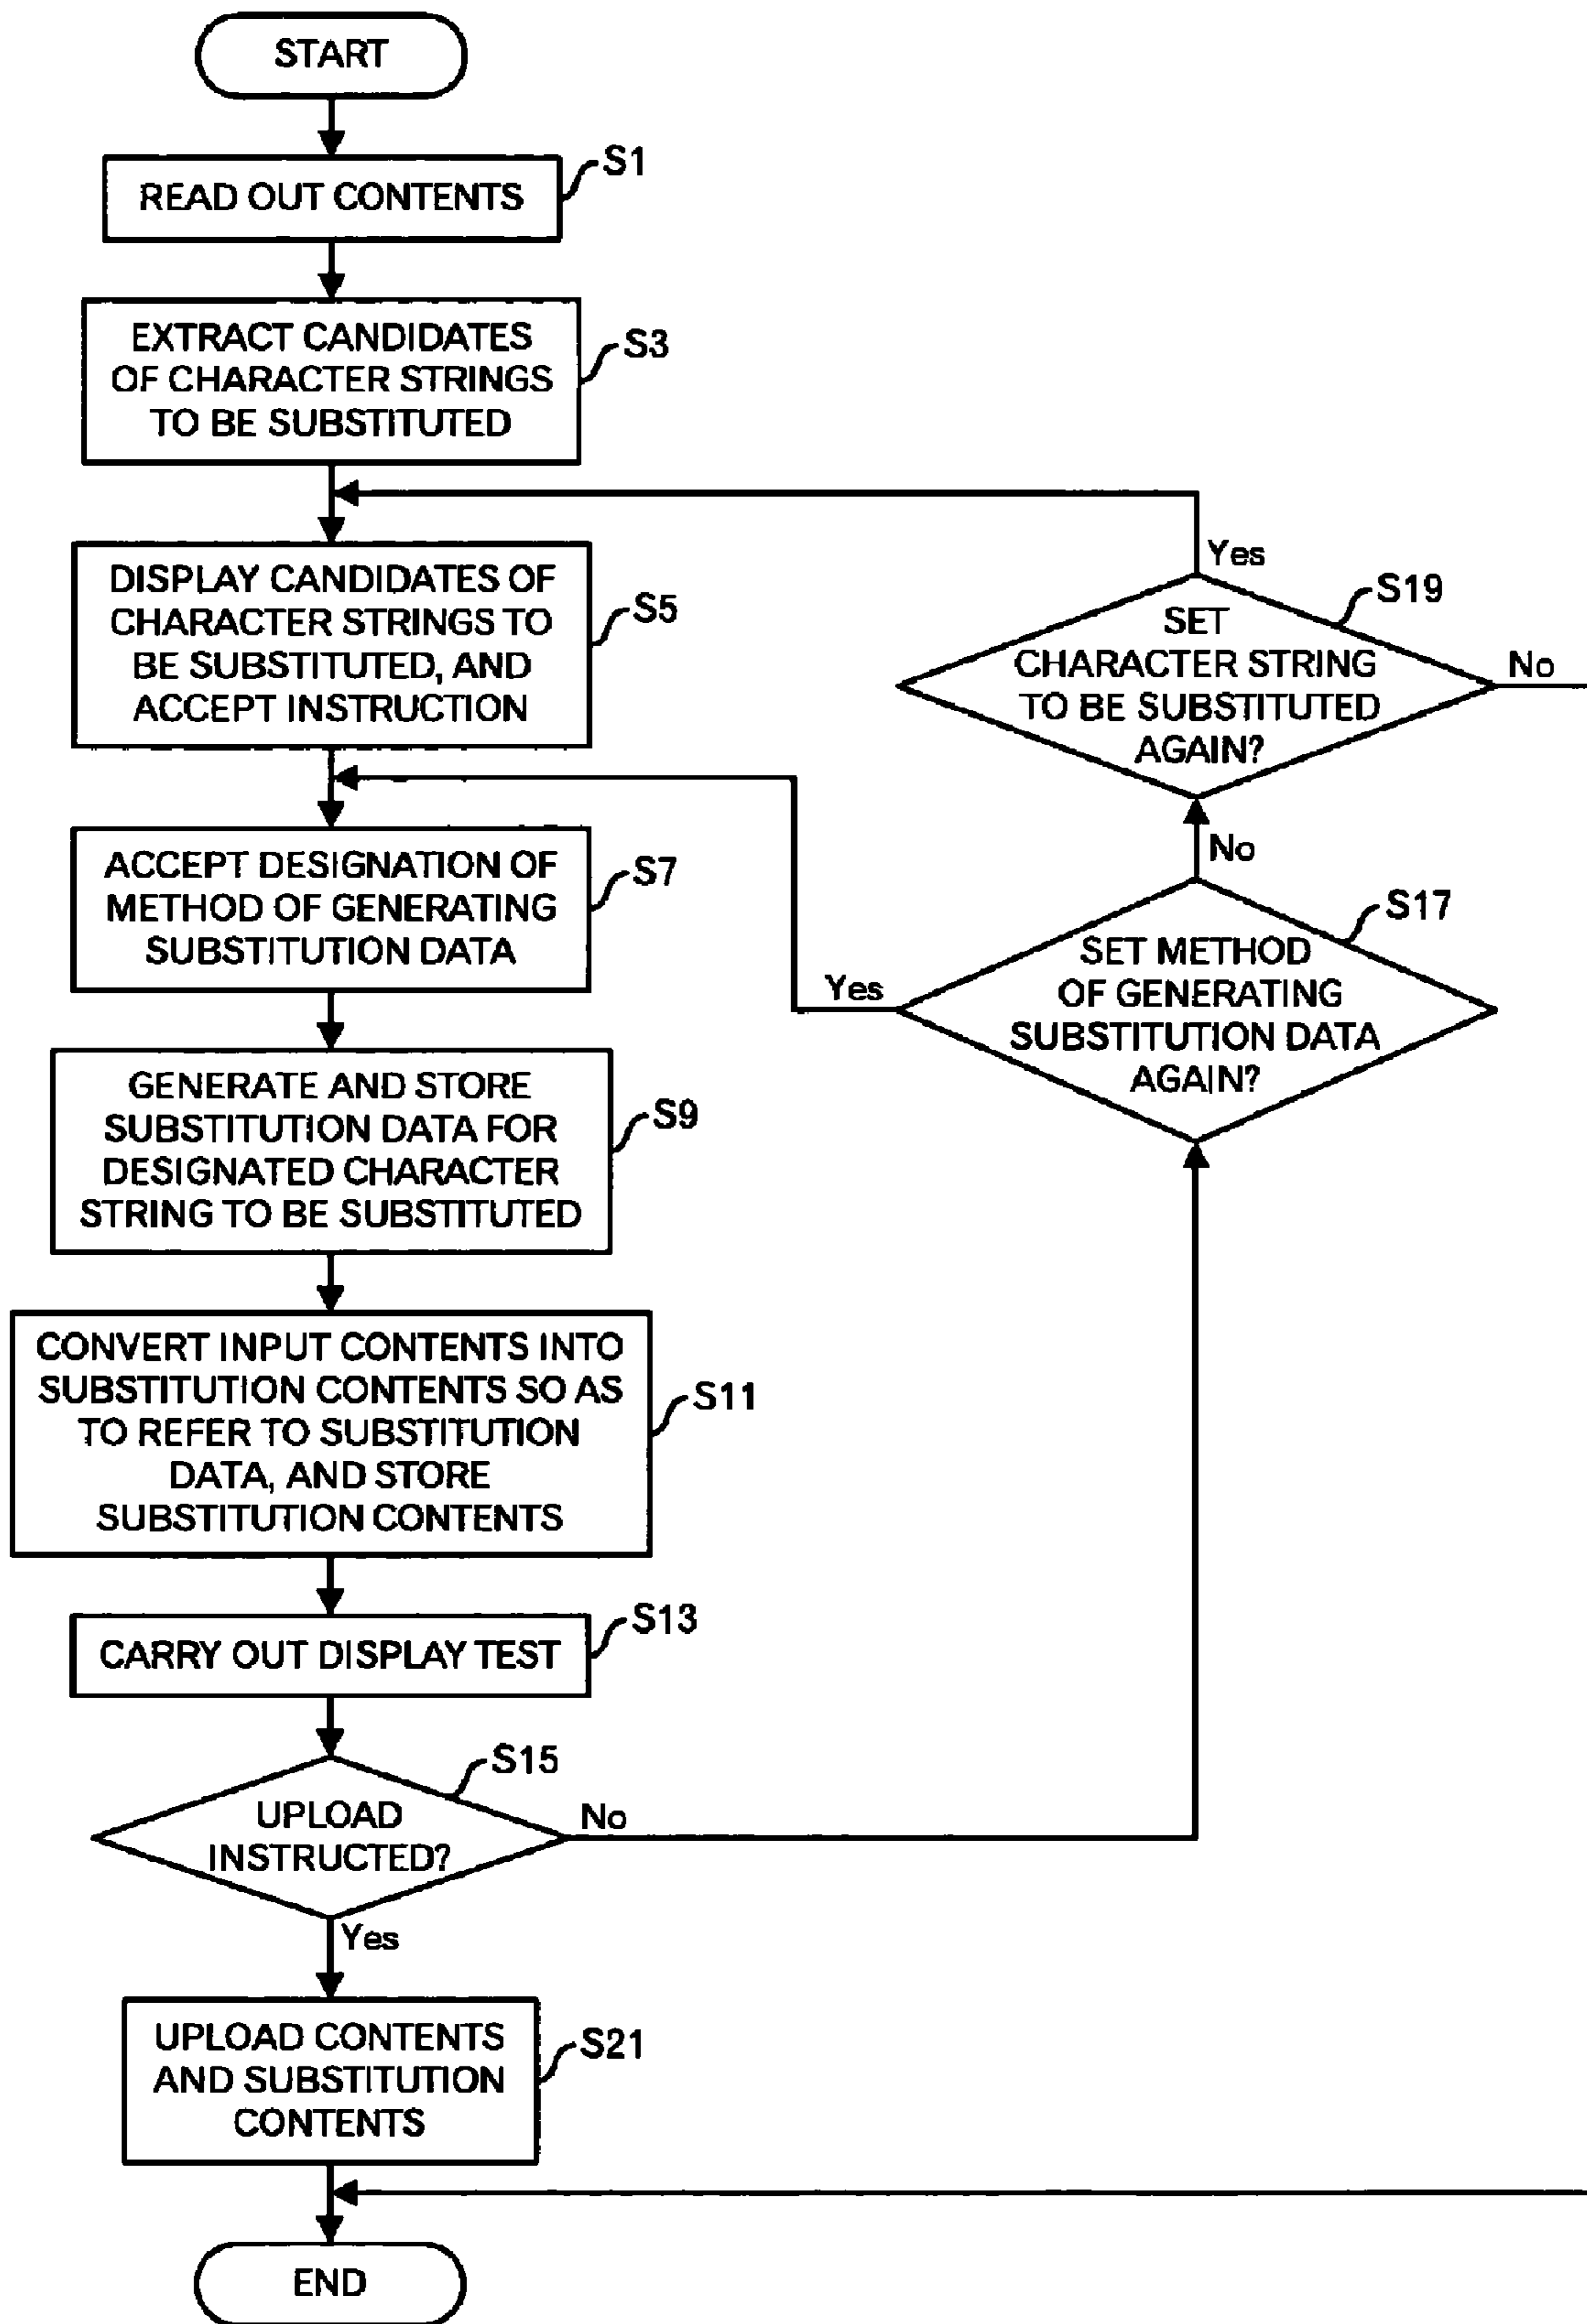 START
S1
READ OUT CONTENTS
S3
EXTRACT CANDIDATES
OF CHARACTER STRINGS
TO BE SUBSTITUTED
S5
DISPLAY CANDIDATES OF
CHARACTER STRINGS TO
BE SUBSTITUTED, AND
ACCEPT INSTRUCTION
S7
ACCEPT DESIGNATION OF
METHOD OF GENERATING
SUBSTITUTION DATA
S9
GENERATE AND STORE
SUBSTITUTION DATA FOR
DESIGNATED CHARACTER
STRING TO BE SUBSTITUTED
S11
CONVERT INPUT CONTENTS INTO
SUBSTITUTION CONTENTS SO AS
TO REFER TO SUBSTITUTION
DATA, AND STORE
SUBSTITUTION CONTENTS
S13
CARRY OUT DISPLAY TEST
S15
UPLOAD
INSTRUCTED?
No
Yes
S17
SET METHOD
OF GENERATING
SUBSTITUTION DATA
AGAIN?
Yes
No
S19
SET
CHARACTER STRING
TO BE SUBSTITUTED
AGAIN?
Yes
No
S21
UPLOAD CONTENTS
AND SUBSTITUTION
CONTENTS
END